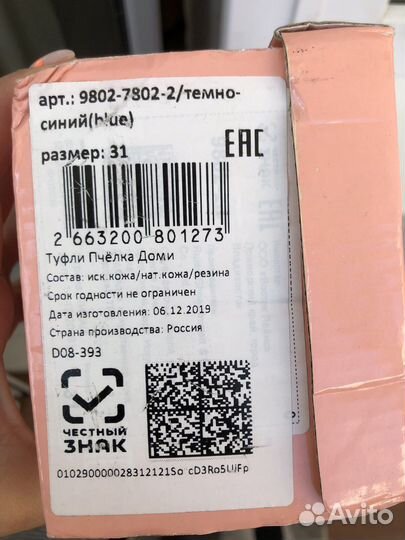 арт.: 9802-7802-2/темно-
синий(blue)
размер: 31
ЕАС
2 663200 801273
Туфли Пчёлка Доми
Состав: иск.кожа/нат.кожа/резина
Срок годности не ограничен
Дата изготовления: 06.12.2019
Страна производства: Россия
D08-393
ЧЕСТНЫЙ
ЗНАК
Avito